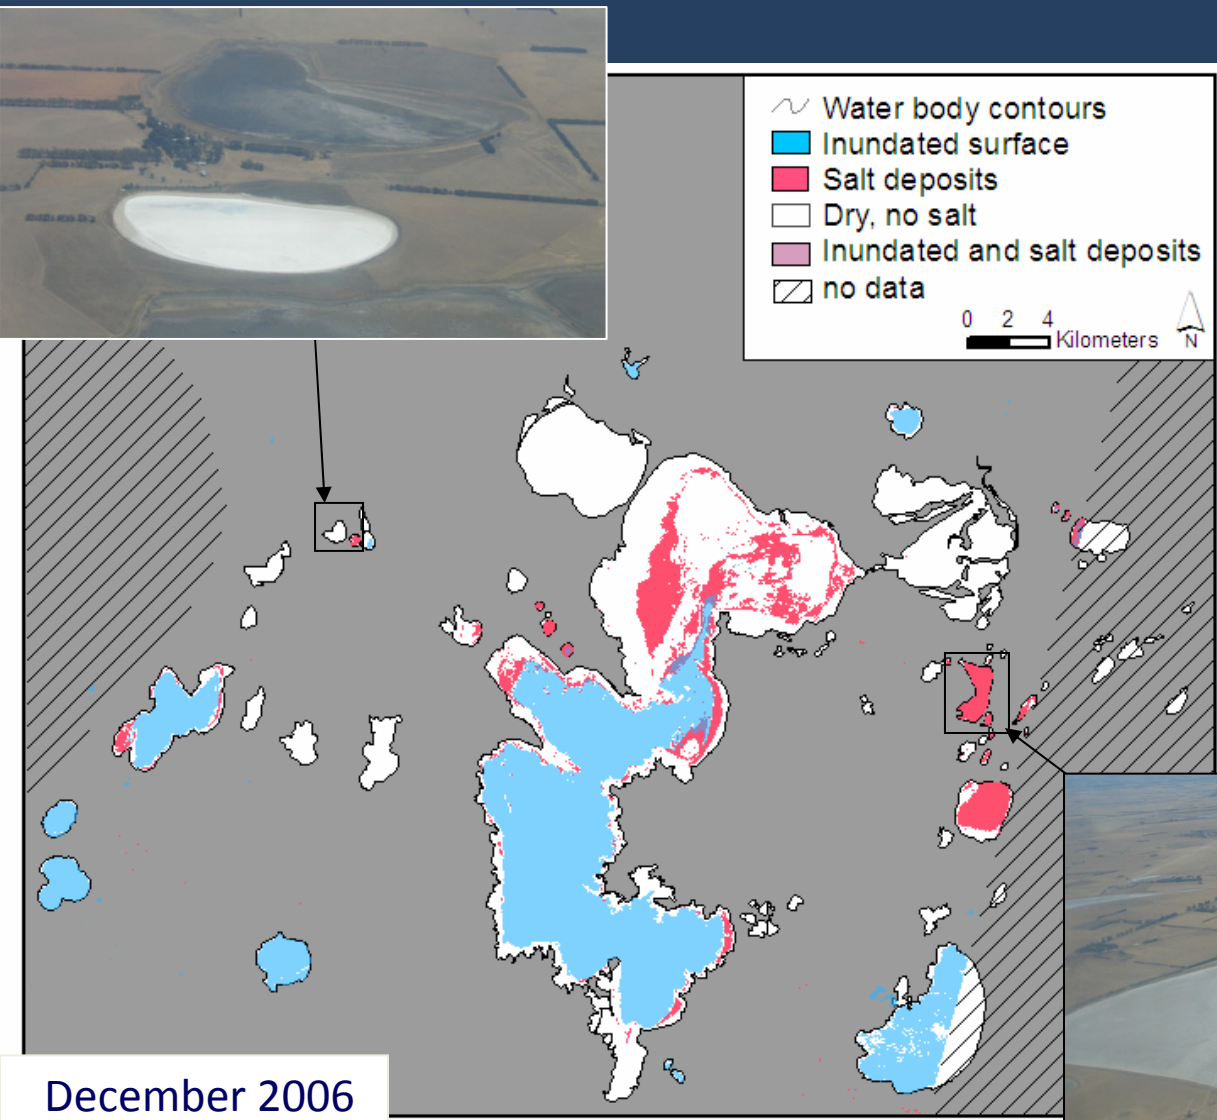 Water body contours
Inundated surface
Salt deposits
Dry, no salt
Inundated and salt deposits
no data
0 2 4
Kilometers
N
December 2006